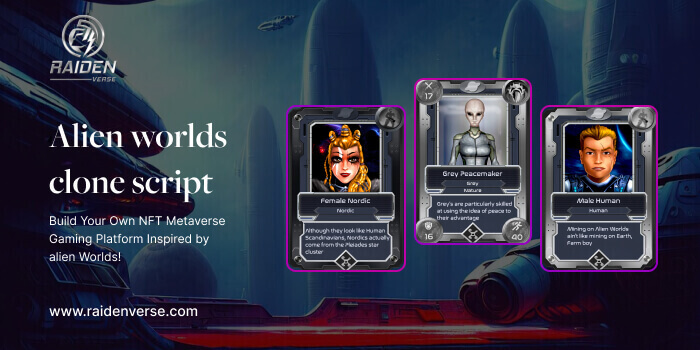 RAIDEN
VERSE
Alien worlds
clone script
Build Your Own NFT Metaverse
Gaming Platform Inspired by
alien Worlds!
www.raidenverse.com
Female Nordic
Nordic
Although they look like human
Scandinavians, Nordics actually
come from the Pleiades star
cluster
17
Grey Peacemaker
Grey
Nature
Grey's are particularly skilled
at using the idea of peace to
their advantage
16
40
Male Human
Human
Mining on Alien Worlds
ain't like mining on Earth,
Farm boy